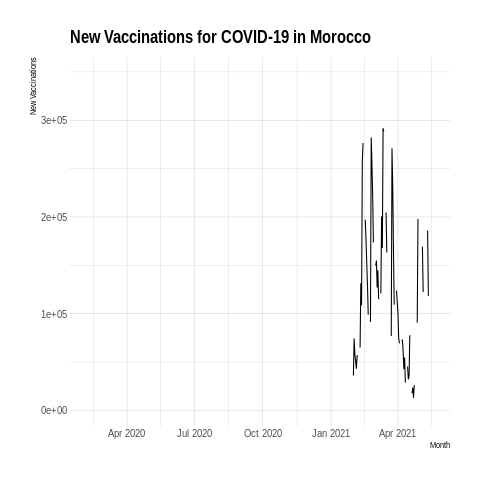 New Vaccinations for COVID-19 in Morocco
New Vaccinations
3e+05
2e+05
1e+05
0e+00
Apr 2020 Jul 2020 Oct 2020 Jan 2021 Apr 2021
Month